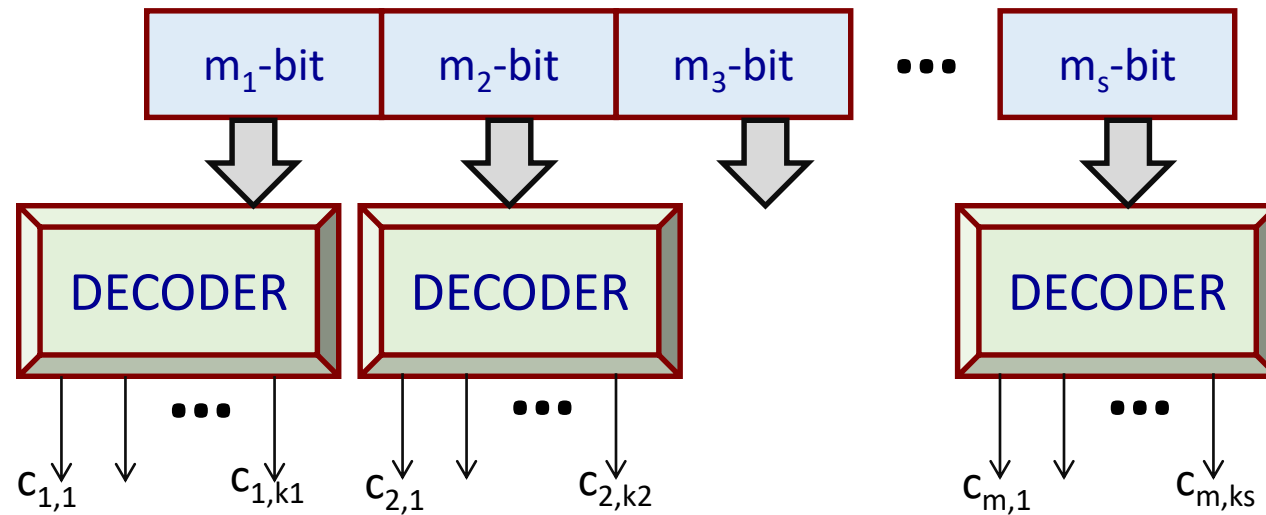 m₁-bit m₂-bit m₃-bit ••• mₛ-bit
DECODER DECODER DECODER
••• ••• •••
c₁,₁ c₁,ₖ₁ c₂,₁ c₂,ₖ₂ cₘ,₁ cₘ,ₖₛ